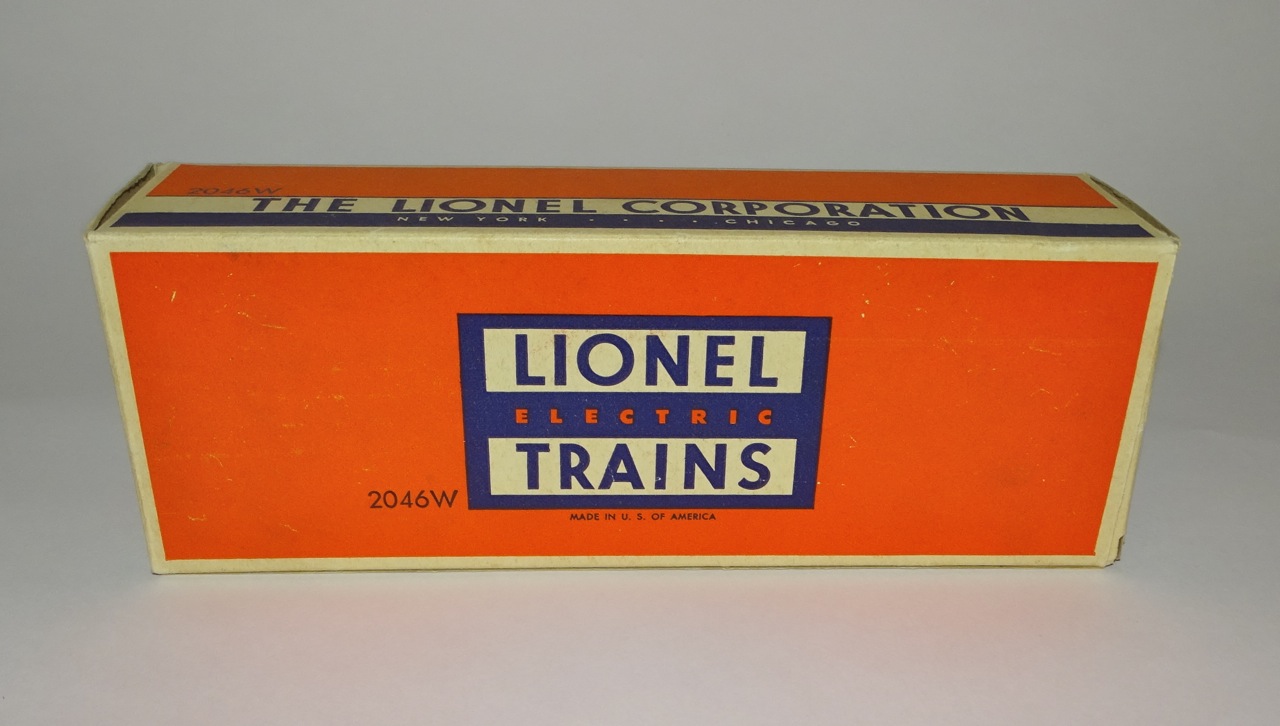 2046W
THE LIONEL CORPORATION
NEW YORK · · · · CHICAGO
LIONEL
ELECTRIC
TRAINS
2046W
MADE IN U. S. OF AMERICA